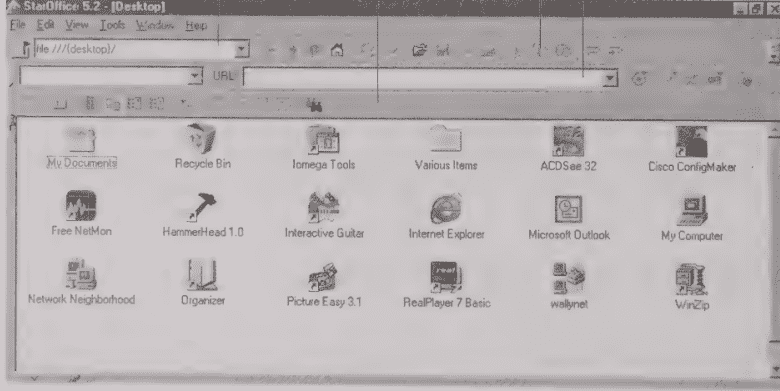 StarOffice 5.2 - [Desktop]
File Edit View Tools Window Help
file:///{desktop}/
URL
My Documents Recycle Bin Iomega Tools Various Items ACDSee 32 Cisco ConfigMaker
Free NetMon HammerHead 1.0 Interactive Guitar Internet Explorer Microsoft Outlook My Computer
real
Network Neighborhood Organizer Picture Easy 3.1 RealPlayer 7 Basic wallynet WinZip